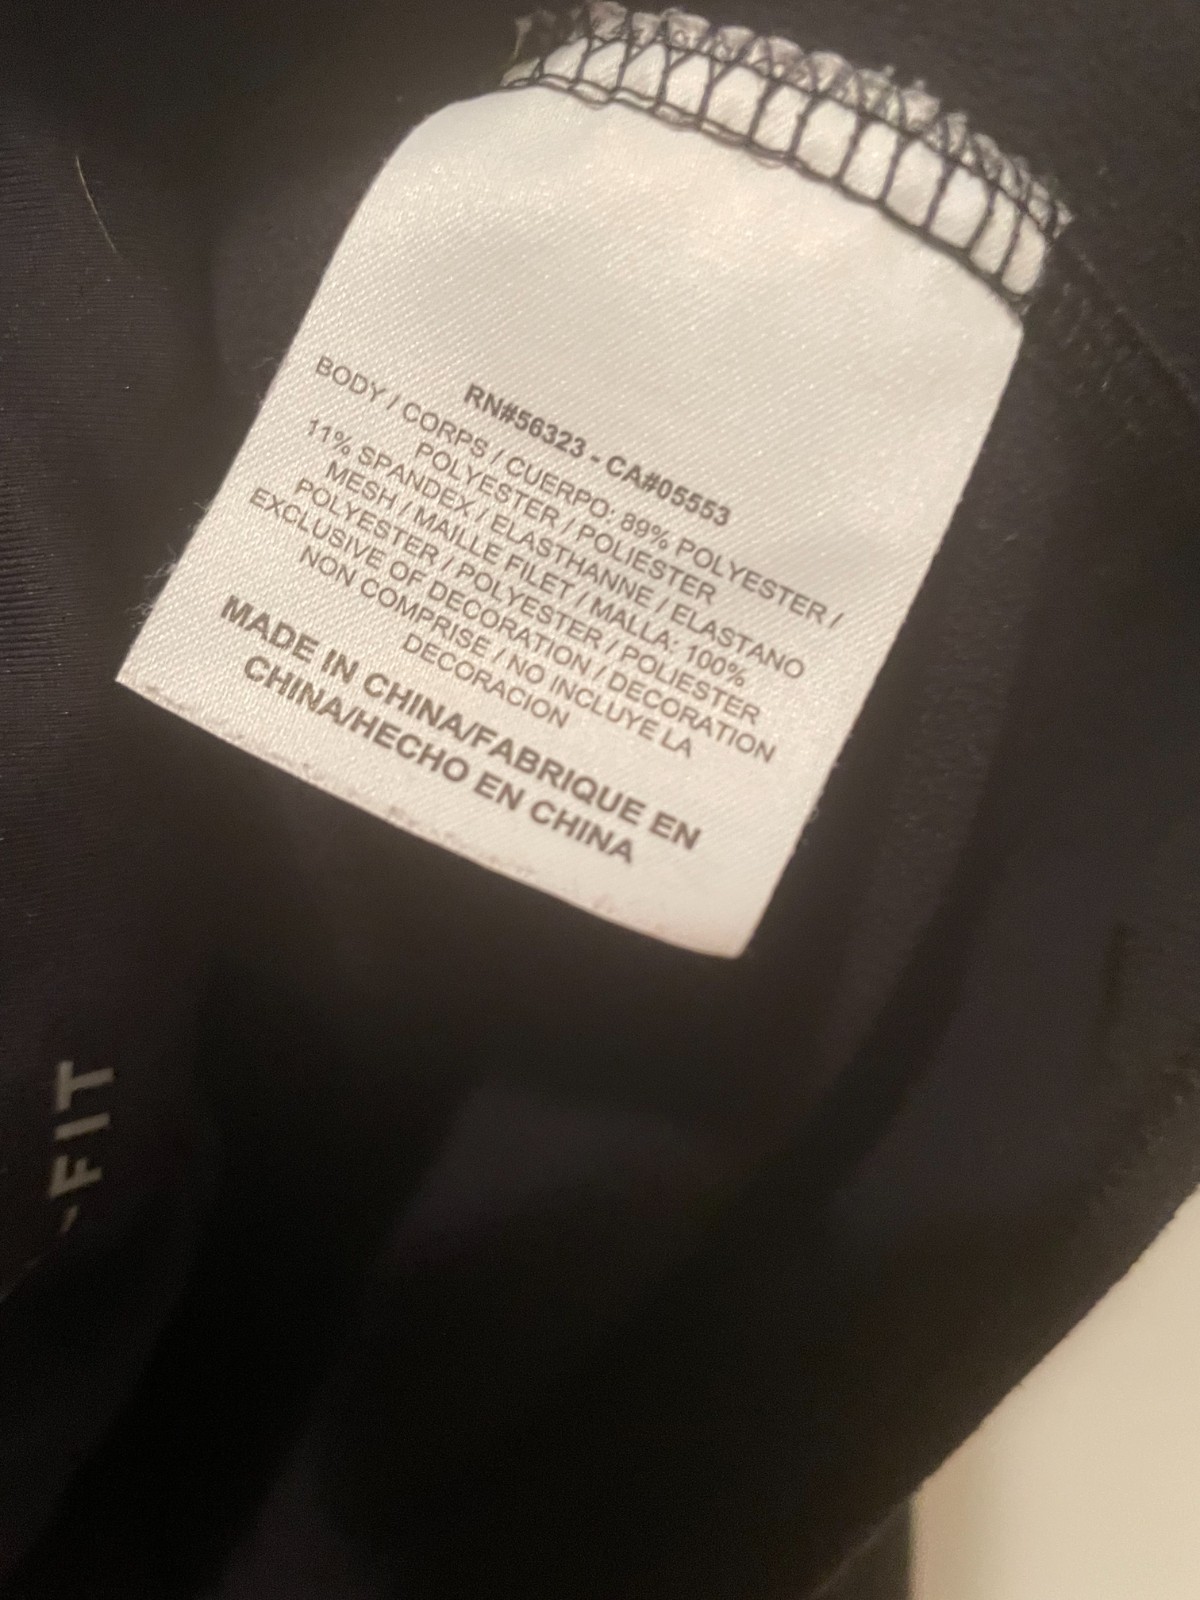 RN#56323 - CA#05553
BODY / CORPS / CUERPO: 89% POLYESTER /
POLYESTER / POLIESTER
11% SPANDEX / ELASTHANNE / ELASTANO
MESH / MAILLE FILET / MALLA: 100%
POLYESTER / POLYESTER / POLIESTER
EXCLUSIVE OF DECORATION / DECORATION
NON COMPRISE / NO INCLUYE LA
DECORACION
MADE IN CHINA/FABRIQUE EN
CHINA/HECHO EN CHINA
FIT